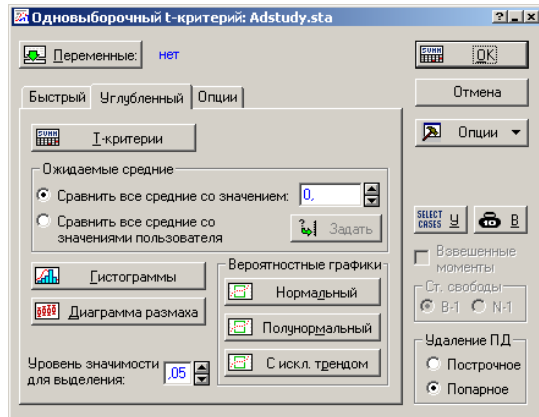 Одновыборочный t-критерий: Adstudy.sta
Переменные: нет
OK
Быстрый Углубленный Опции
Отмена
T-критерии
Опции
Ожидаемые средние
Сравнить все средние со значением: 0,
Сравнить все средние со
значениями пользователя
Задать
SELECT
CASES У В
Взвешенные
моменты
Гистограммы
Вероятностные графики
Нормальный
Ст. свободы
В-1 N-1
Диаграмма размаха
Полунормальный
Удаление ПД
Построчное
Уровень значимости
для выделения: ,05
С искл. трендом
Попарное